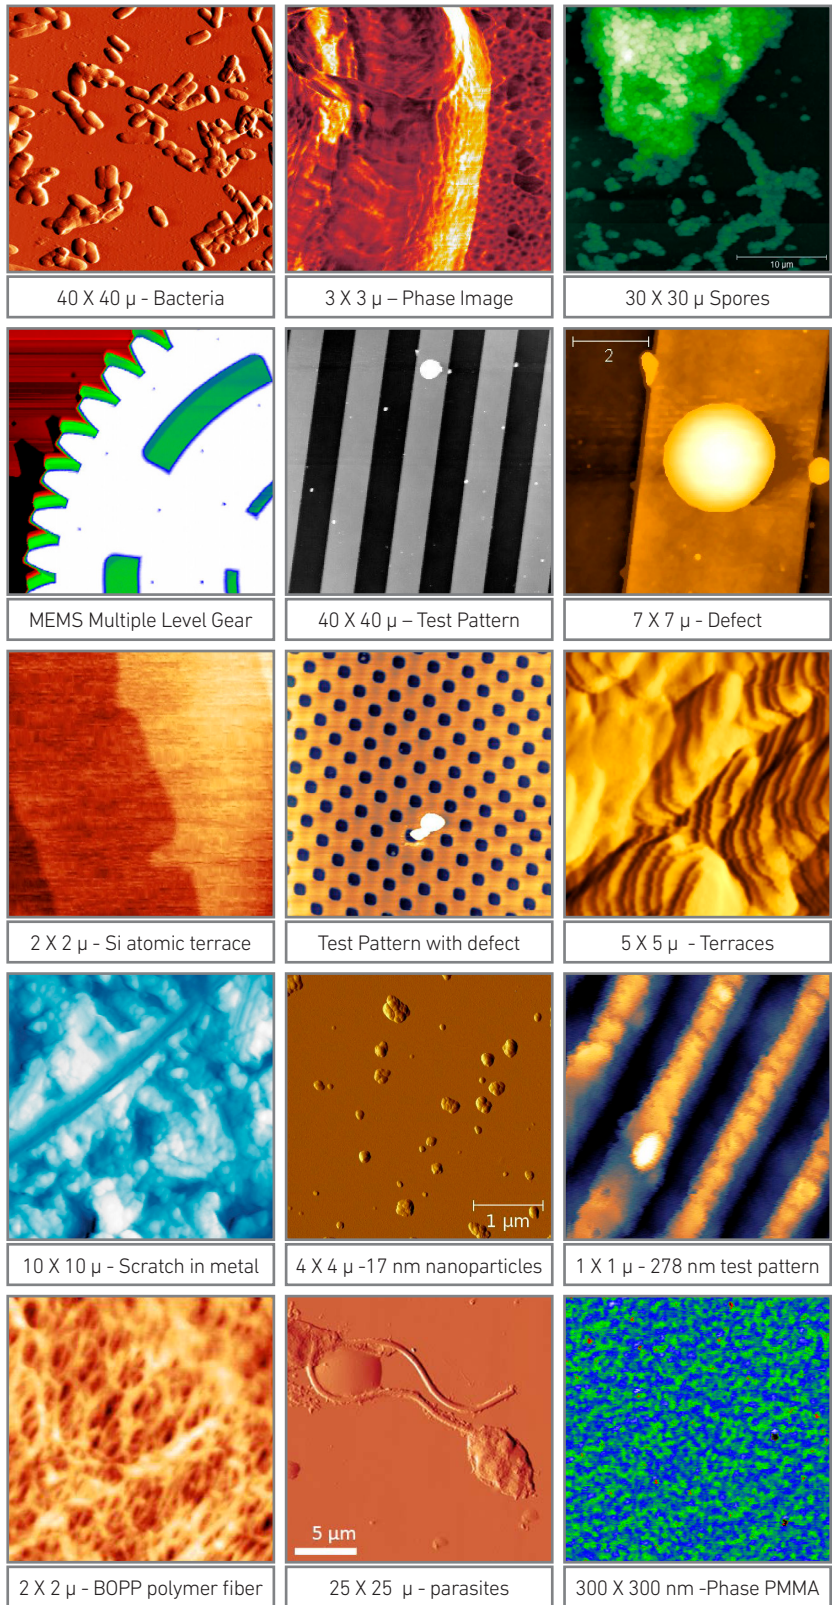 10 µm
40 X 40 µ - Bacteria
3 X 3 µ – Phase Image
30 X 30 µ Spores
2
MEMS Multiple Level Gear
40 X 40 µ – Test Pattern
7 X 7 µ - Defect
2 X 2 µ - Si atomic terrace
Test Pattern with defect
5 X 5 µ - Terraces
1 µm
10 X 10 µ - Scratch in metal
4 X 4 µ -17 nm nanoparticles
1 X 1 µ - 278 nm test pattern
5 µm
2 X 2 µ - BOPP polymer fiber
25 X 25 µ - parasites
300 X 300 nm -Phase PMMA